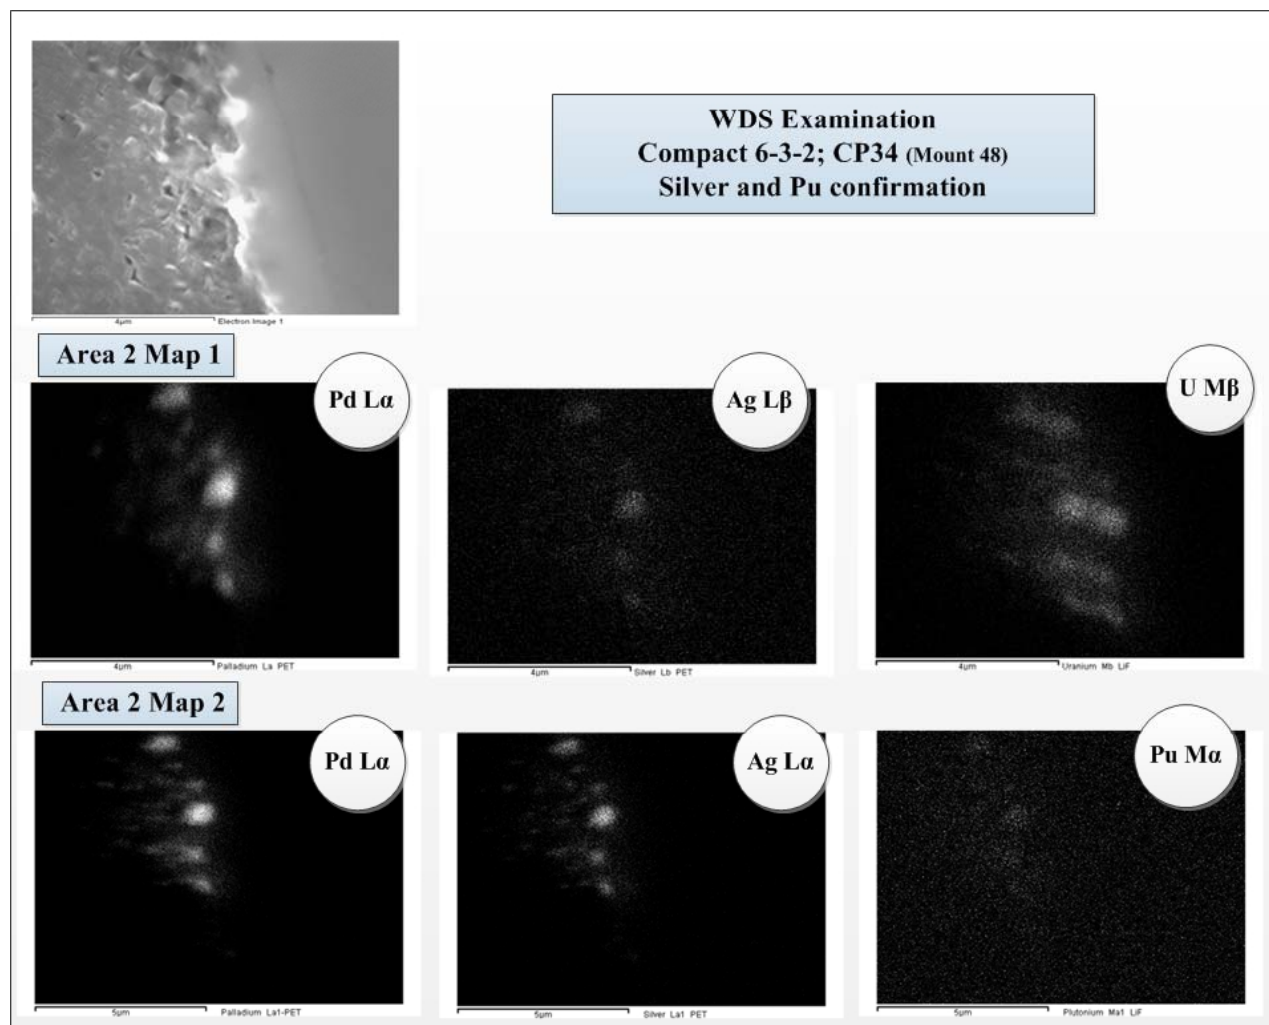 WDS Examination
Compact 6-3-2; CP34 (Mount 48)
Silver and Pu confirmation
4µm
Electron Image 1
Area 2 Map 1
Pd Lα
Ag Lβ
U Mβ
4µm
Palladium La PET
4µm
Silver Lb PET
4µm
Uranium Mb LiF
Area 2 Map 2
Pd Lα
Ag Lα
Pu Mα
5µm
Palladium La1-PET
5µm
Silver La1 PET
5µm
Plutonium Ma1 LiF